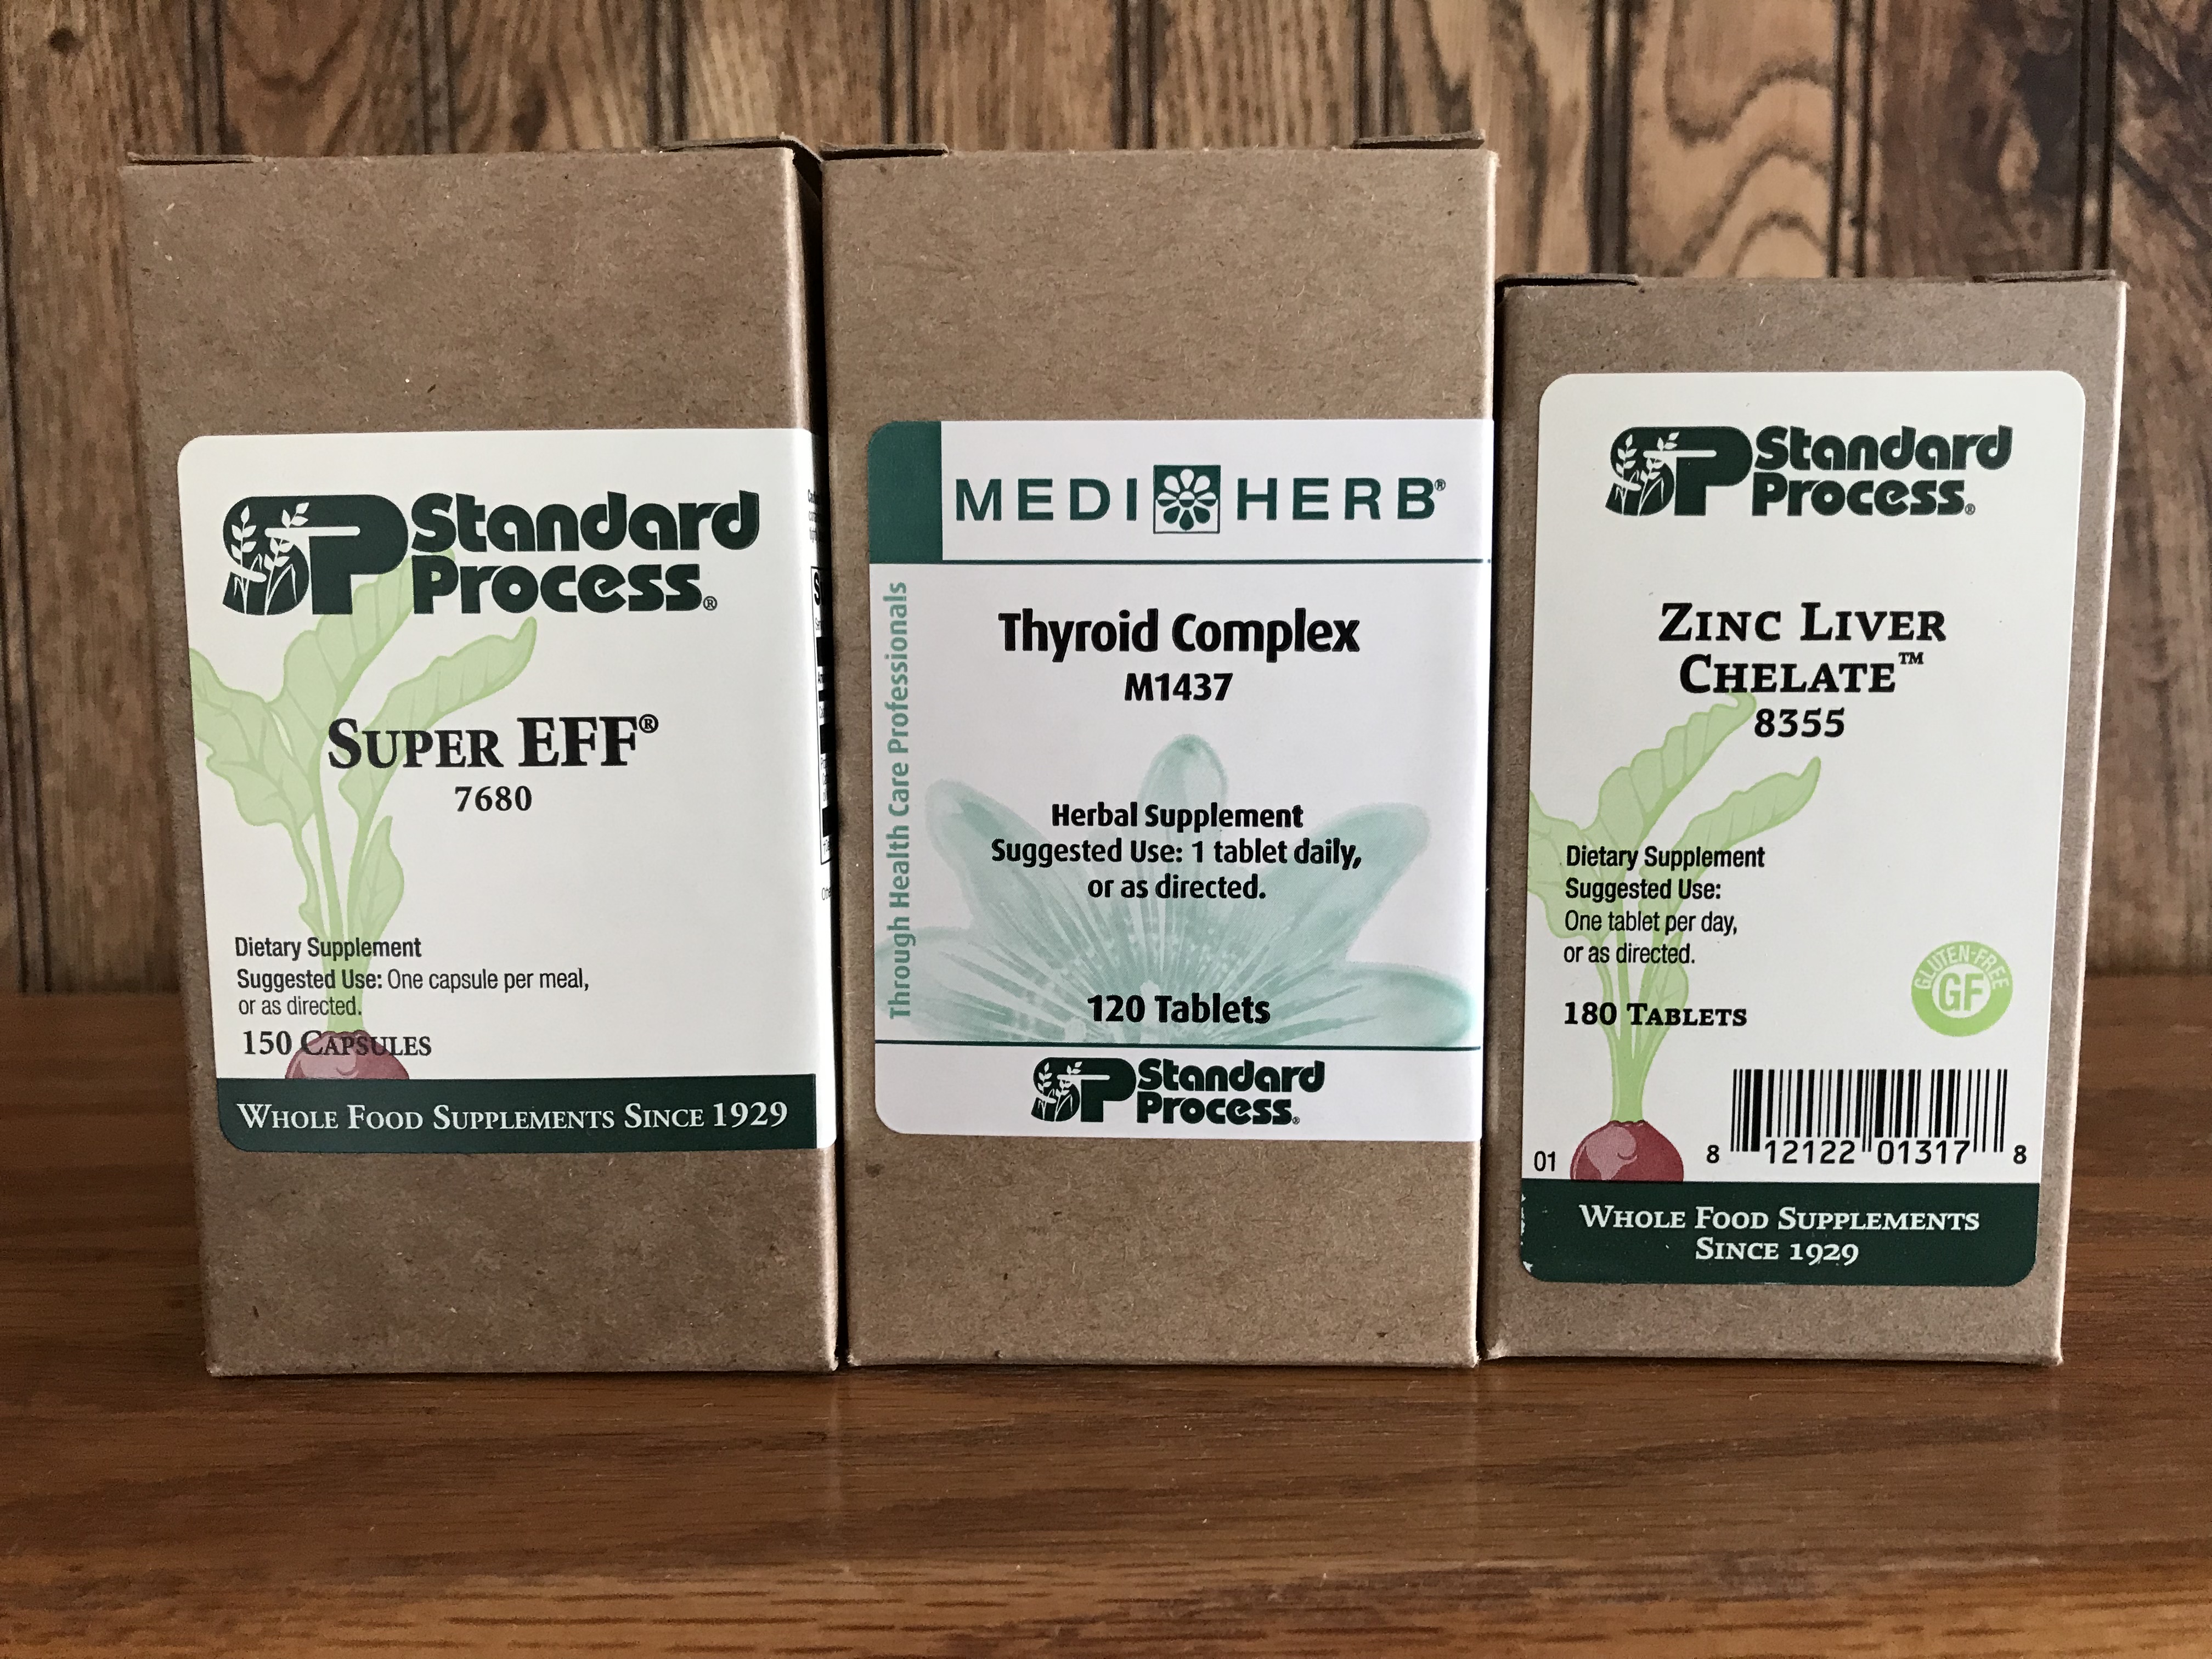 Standard
Process®
SUPER EFF®
7680
Dietary Supplement
Suggested Use: One capsule per meal,
or as directed.
150 CAPSULES
WHOLE FOOD SUPPLEMENTS SINCE 1929
MEDI HERB®
Through Health Care Professionals
Thyroid Complex
M1437
Herbal Supplement
Suggested Use: 1 tablet daily,
or as directed.
120 Tablets
Standard
Process®
Standard
Process®
ZINC LIVER
CHELATE™
8355
Dietary Supplement
Suggested Use:
One tablet per day,
or as directed.
GLUTEN-FREE
GF
180 TABLETS
01
8 12122 01317 8
WHOLE FOOD SUPPLEMENTS
SINCE 1929